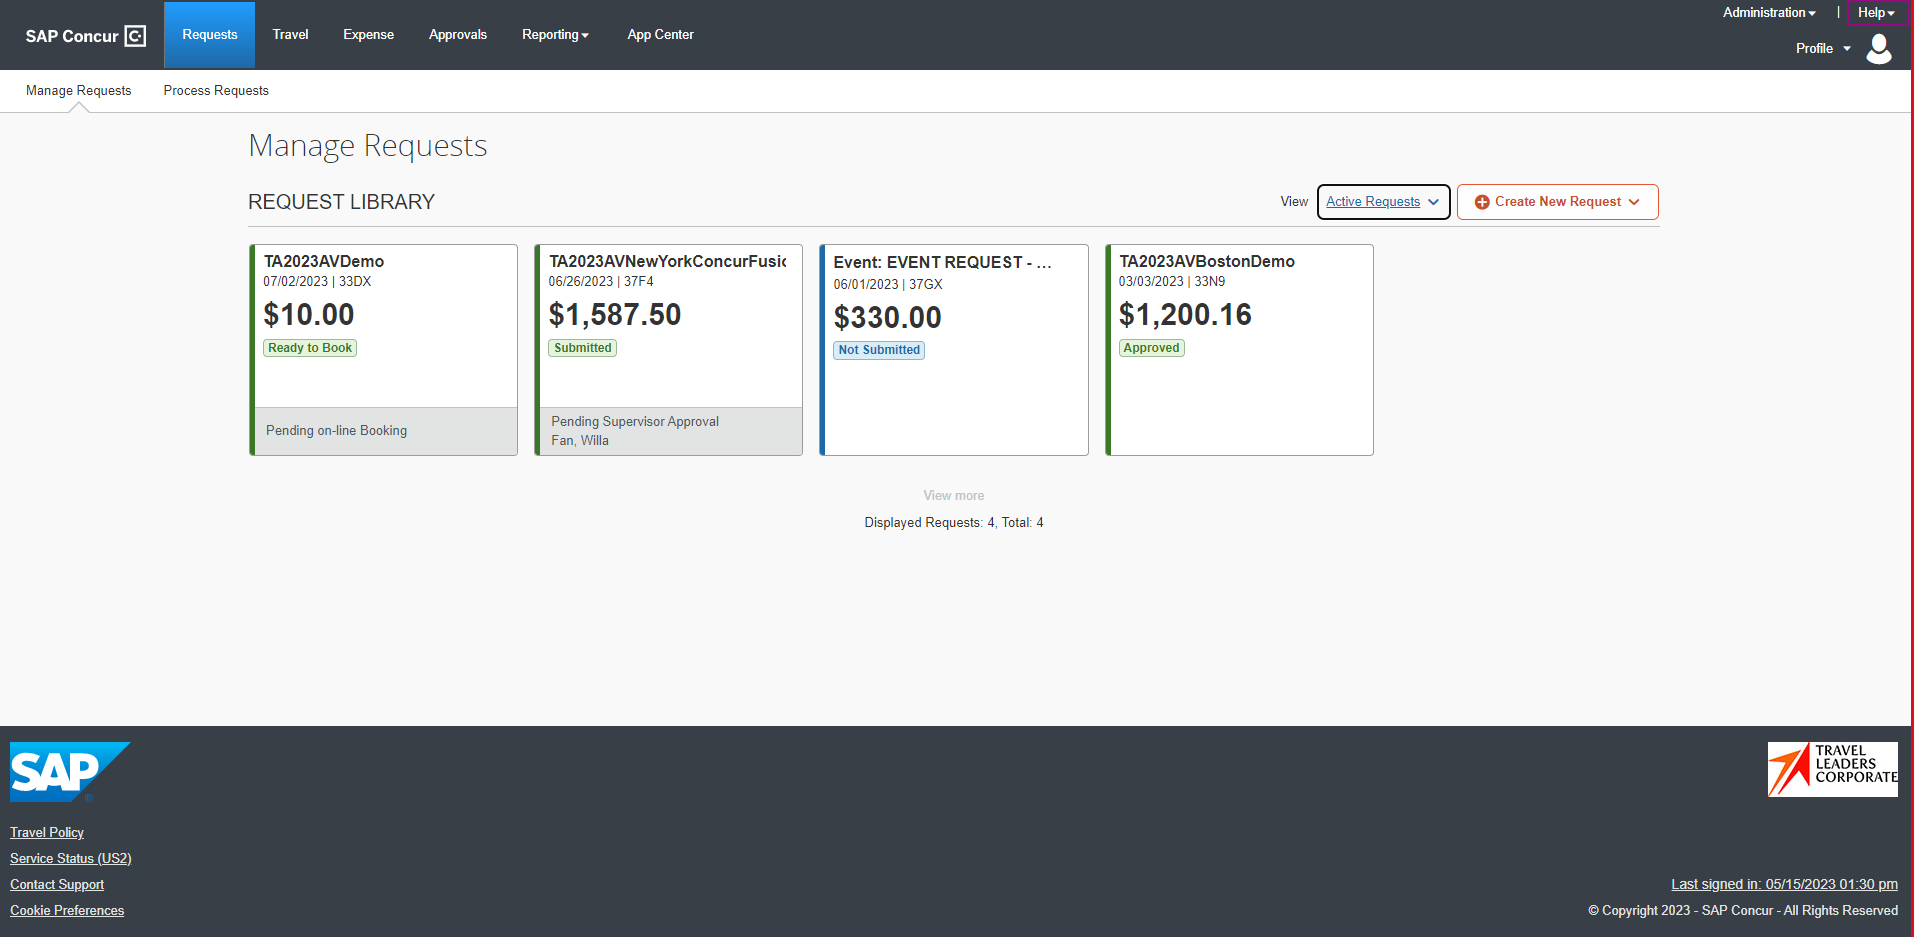 SAP Concur
Requests
Travel
Expense
Approvals
Reporting
App Center
Administration
|
Help
Profile
Manage Requests
Process Requests
Manage Requests
REQUEST LIBRARY
View
Active Requests
Create New Request
TA2023AVDemo
07/02/2023 | 33DX
$10.00
Ready to Book
Pending on-line Booking
TA2023AVNewYorkConcurFusic
06/26/2023 | 37F4
$1,587.50
Submitted
Pending Supervisor Approval
Fan, Willa
Event: EVENT REQUEST - ...
06/01/2023 | 37GX
$330.00
Not Submitted
TA2023AVBostonDemo
03/03/2023 | 33N9
$1,200.16
Approved
View more
Displayed Requests: 4, Total: 4
SAP
TRAVEL
LEADERS
CORPORATE
Travel Policy
Service Status (US2)
Contact Support
Cookie Preferences
Last signed in: 05/15/2023 01:30 pm
© Copyright 2023 - SAP Concur - All Rights Reserved